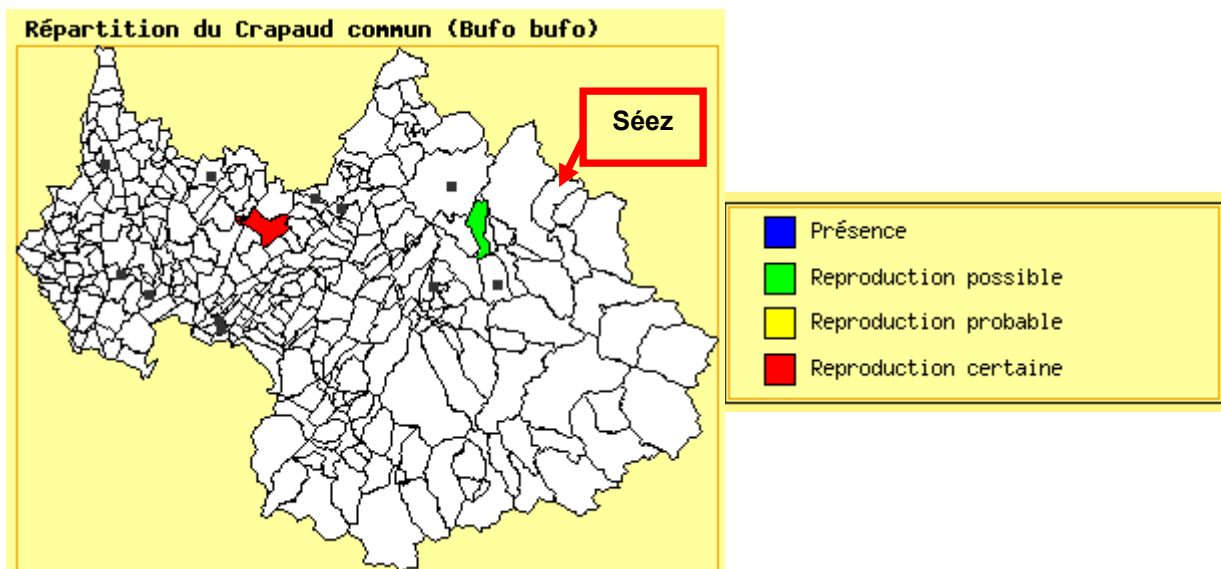 Répartition du Crapaud commun (Bufo bufo)
Séez
Présence
Reproduction possible
Reproduction probable
Reproduction certaine